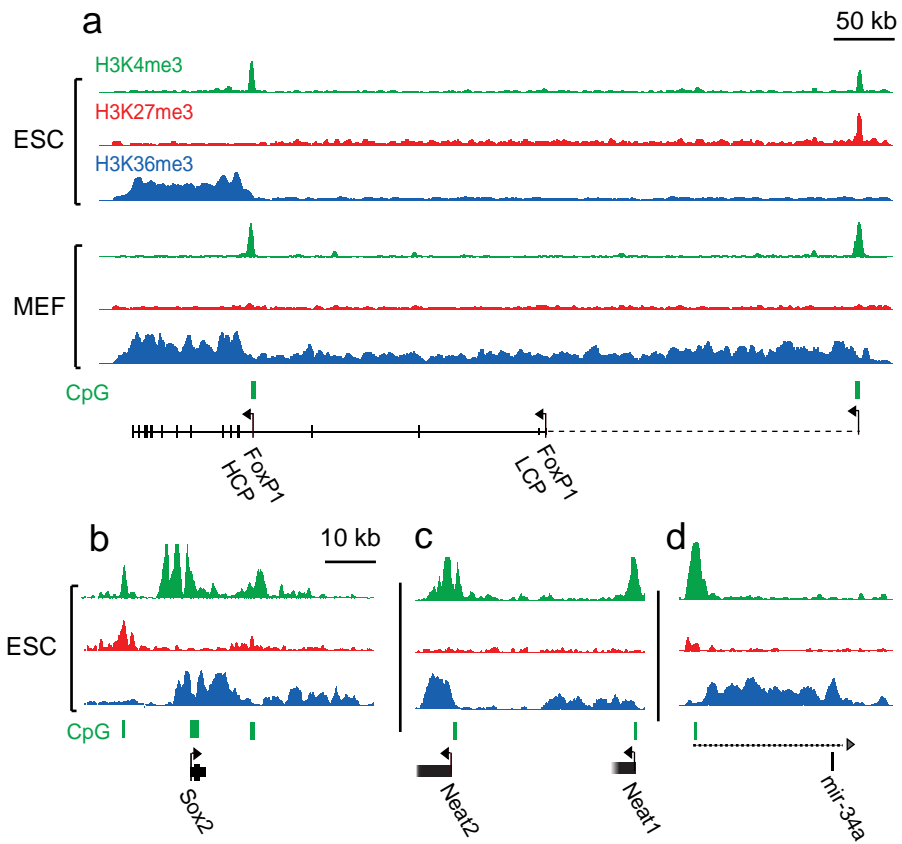 a
50 kb
H3K4me3
H3K27me3
H3K36me3
ESC
MEF
CpG
FoxP1
HCP
FoxP1
LCP
b
10 kb
c
d
ESC
CpG
Sox2
Neat2
Neat1
mir-34a